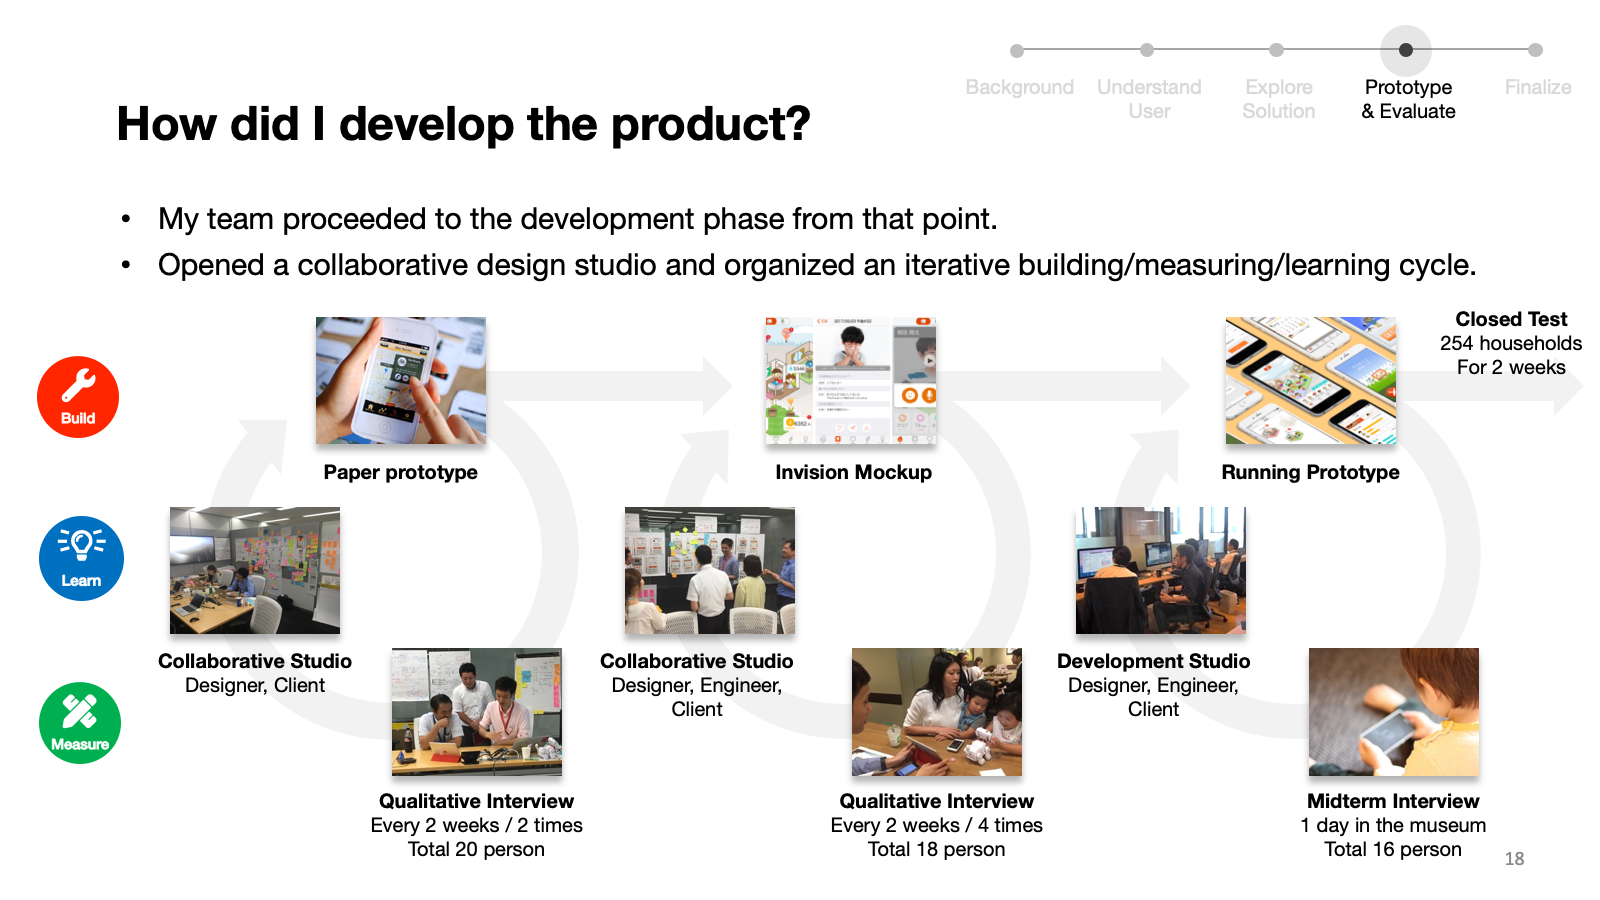 Background
Understand
User
Explore
Solution
Prototype
& Evaluate
Finalize
How did I develop the product?
• My team proceeded to the development phase from that point.
• Opened a collaborative design studio and organized an iterative building/measuring/learning cycle.
Build
Paper prototype
Invision Mockup
Running Prototype
Closed Test
254 households
For 2 weeks
Learn
Collaborative Studio
Designer, Client
Collaborative Studio
Designer, Engineer,
Client
Development Studio
Designer, Engineer,
Client
Measure
Qualitative Interview
Every 2 weeks / 2 times
Total 20 person
Qualitative Interview
Every 2 weeks / 4 times
Total 18 person
Midterm Interview
1 day in the museum
Total 16 person
18